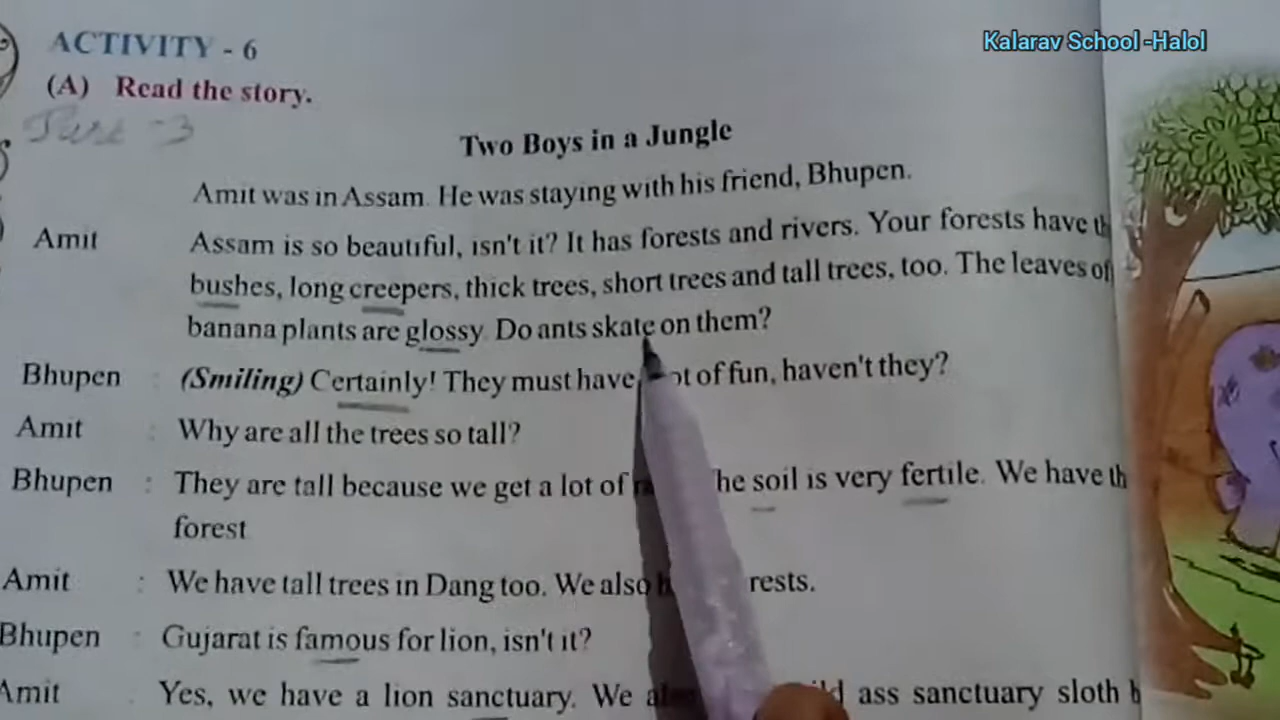 Kalarav School -Halol
ACTIVITY - 6
(A) Read the story.
Part -3
Two Boys in a Jungle
Amit was in Assam. He was staying with his friend, Bhupen.
Amit Assam is so beautiful, isn't it? It has forests and rivers. Your forests have
bushes, long creepers, thick trees, short trees and tall trees, too. The leaves of
banana plants are glossy. Do ants skate on them?
Bhupen : (Smiling) Certainly! They must have of fun, haven't they?
Amit : Why are all the trees so tall?
Bhupen : They are tall because we get a lot of soil is very fertile. We have
forest
Amit : We have tall trees in Dang too. We also
Bhupen : Gujarat is famous for lion, isn't it?
Amit Yes, we have a lion sanctuary. We ass sanctuary sloth